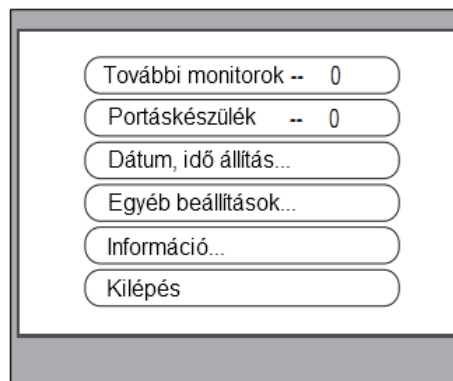 További monitorok -- 0
Portáskészülék -- 0
Dátum, idő állítás...
Egyéb beállítások...
Információ...
Kilépés